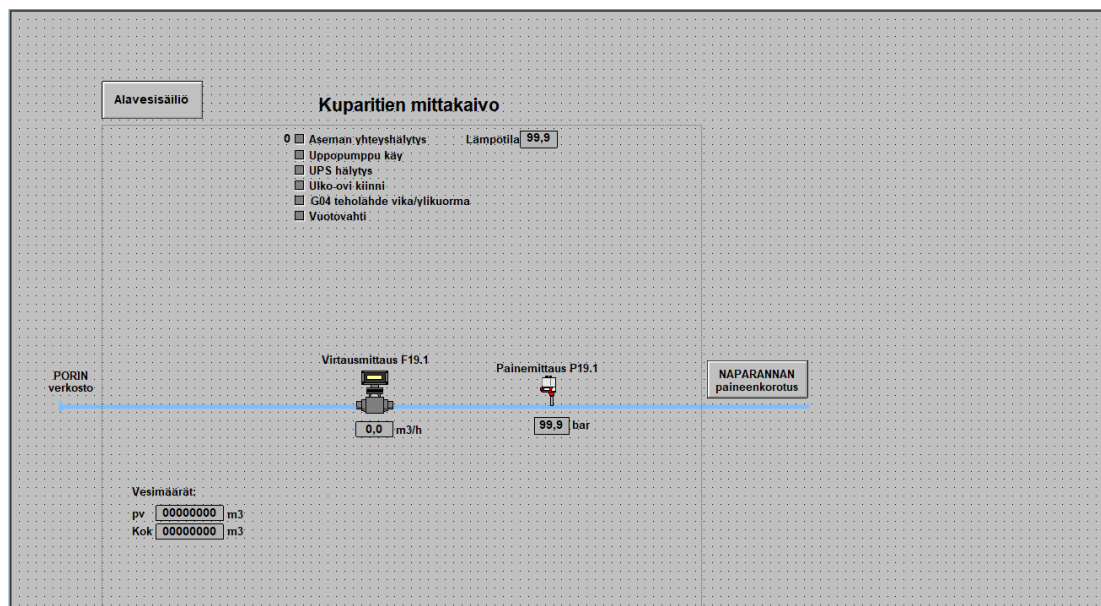 Alavesisäiliö
Kuparitien mittakaivo
0 Aseman yhteyshälytys Lämpötila 99,9
Uppopumppu käy
UPS hälytys
Ulko-ovi kiinni
G04 teholähde vika/ylikuorma
Vuotovahti
Virtausmittaus F19.1
Painemittaus P19.1
PORIN
verkosto
NAPARANNAN
paineenkorotus
0,0 m3/h
99,9 bar
Vesimäärät:
pv 00000000 m3
Kok 00000000 m3